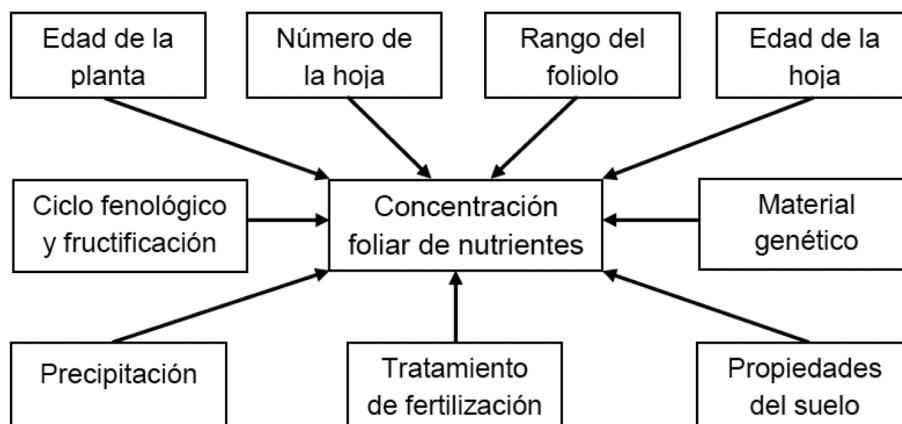 Edad de la
planta
Número de
la hoja
Rango del
foliolo
Edad de la
hoja
Ciclo fenológico
y fructificación
Concentración
foliar de nutrientes
Material
genético
Precipitación
Tratamiento
de fertilización
Propiedades
del suelo